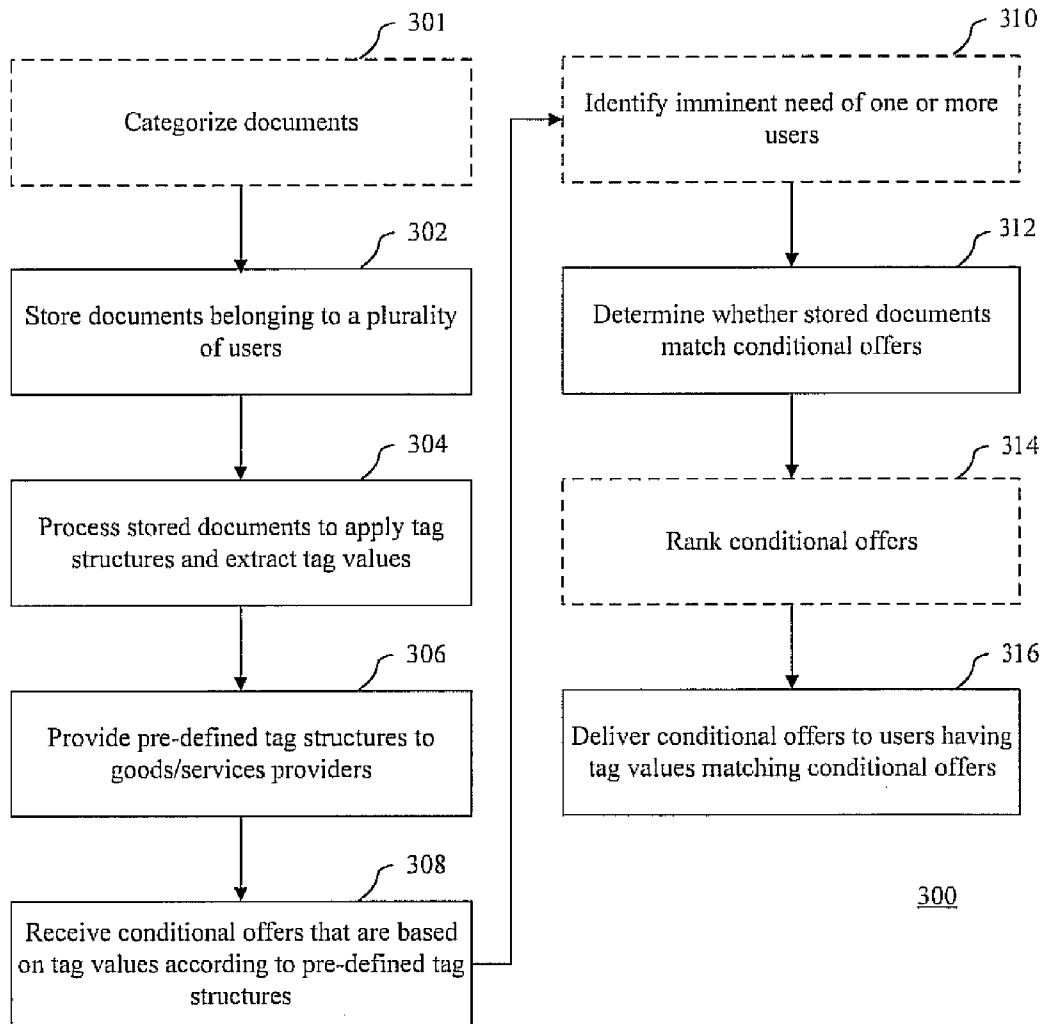 301
Categorize documents
302
Store documents belonging to a plurality
of users
304
Process stored documents to apply tag
structures and extract tag values
306
Provide pre-defined tag structures to
goods/services providers
308
Receive conditional offers that are based
on tag values according to pre-defined tag
structures
310
Identify imminent need of one or more
users
312
Determine whether stored documents
match conditional offers
314
Rank conditional offers
316
Deliver conditional offers to users having
tag values matching conditional offers
300